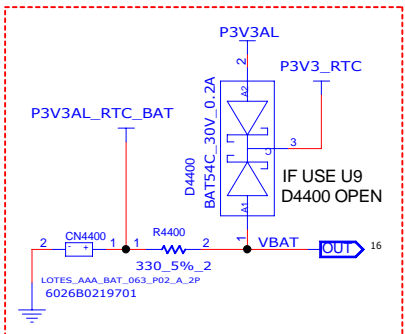 P3V3AL
P3V3_RTC
P3V3AL_RTC_BAT
2
A2
D4400
BAT54C_30V_0.2A
C
3
IF USE U9
D4400 OPEN
A1
1
CN4400
2
-
+
1
1
R4400
2
VBAT
OUT
16
330_5%_2
LOTES_AAA_BAT_063_P02_A_2P
6026B0219701